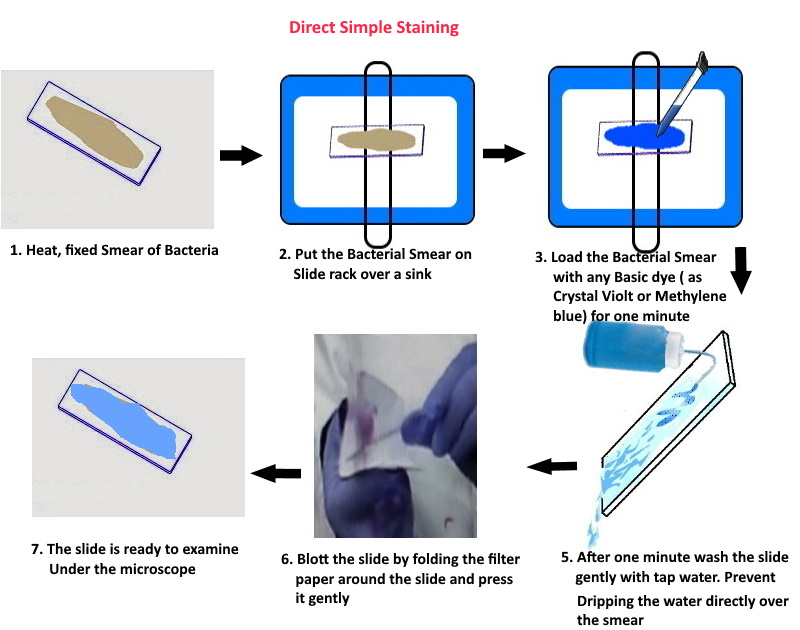 Direct Simple Staining
1. Heat, fixed Smear of Bacteria
2. Put the Bacterial Smear on
Slide rack over a sink
3. Load the Bacterial Smear
with any Basic dye ( as
Crystal Violt or Methylene
blue) for one minute
5. After one minute wash the slide
gently with tap water. Prevent
Dripping the water directly over
the smear
6. Blott the slide by folding the filter
paper around the slide and press
it gently
7. The slide is ready to examine
Under the microscope